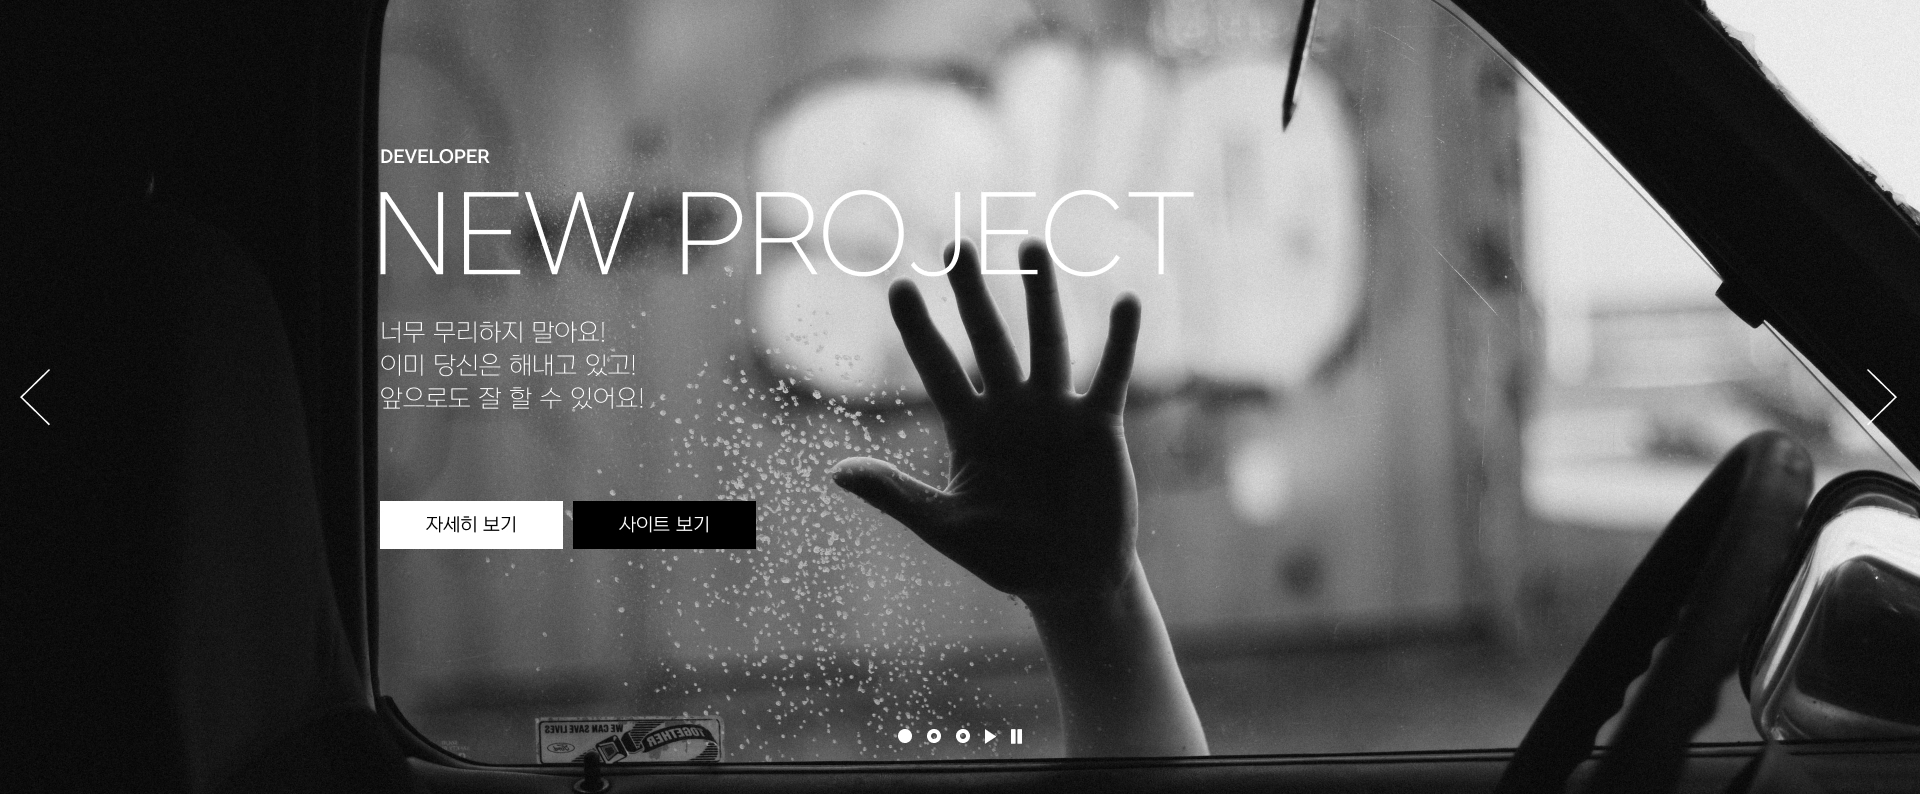 DEVELOPER
NEW PROJECT
너무 무리하지 말아요!
이미 당신은 해내고 있고!
앞으로도 잘 할 수 있어요!
자세히 보기
사이트 보기
WE CAN SAVE LIVES
TOGETHER